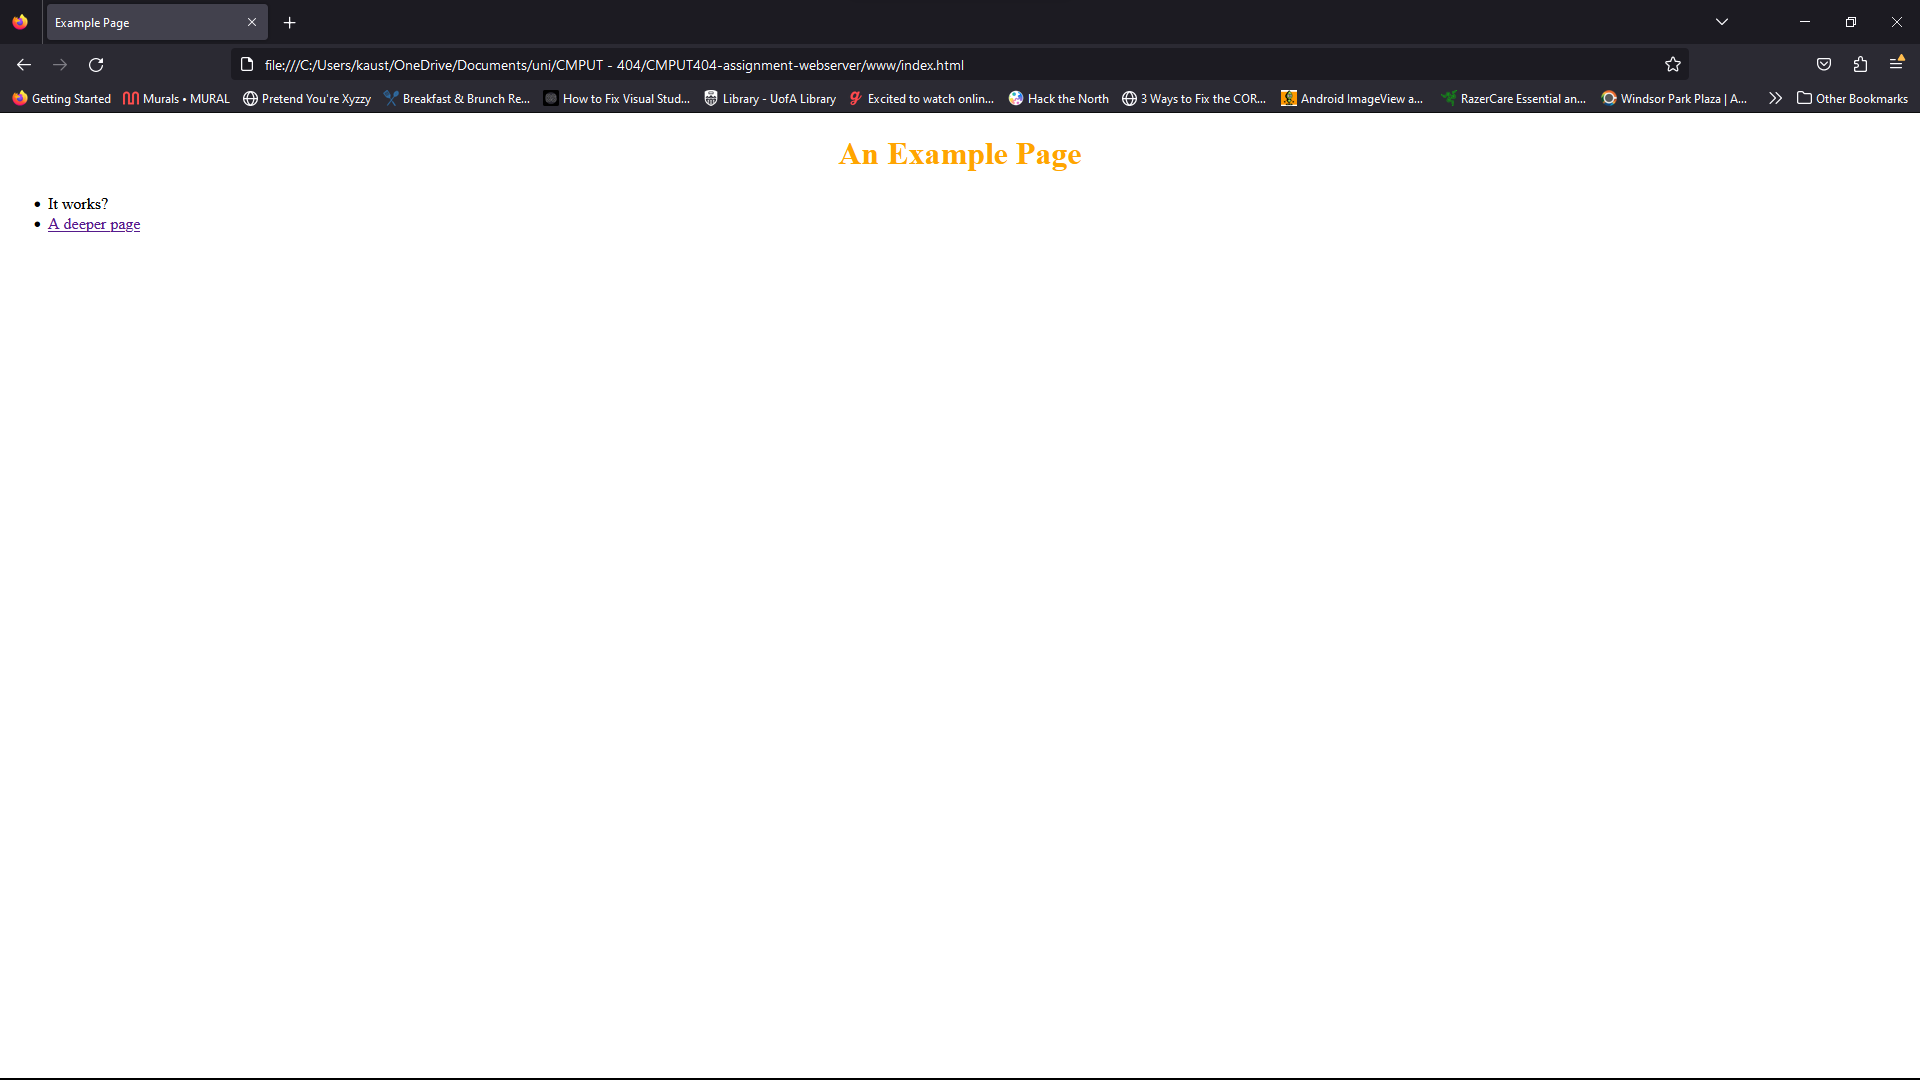 Example Page
file:///C:/Users/kaust/OneDrive/Documents/uni/CMPUT - 404/CMPUT404-assignment-webserver/www/index.html
Getting Started Murals • MURAL Pretend You're Xyzzy Breakfast & Brunch Re... How to Fix Visual Stud... Library - UofA Library Excited to watch onlin... Hack the North 3 Ways to Fix the COR... Android ImageView a... RazerCare Essential an... Windsor Park Plaza | A... Other Bookmarks
An Example Page
• It works?
• A deeper page